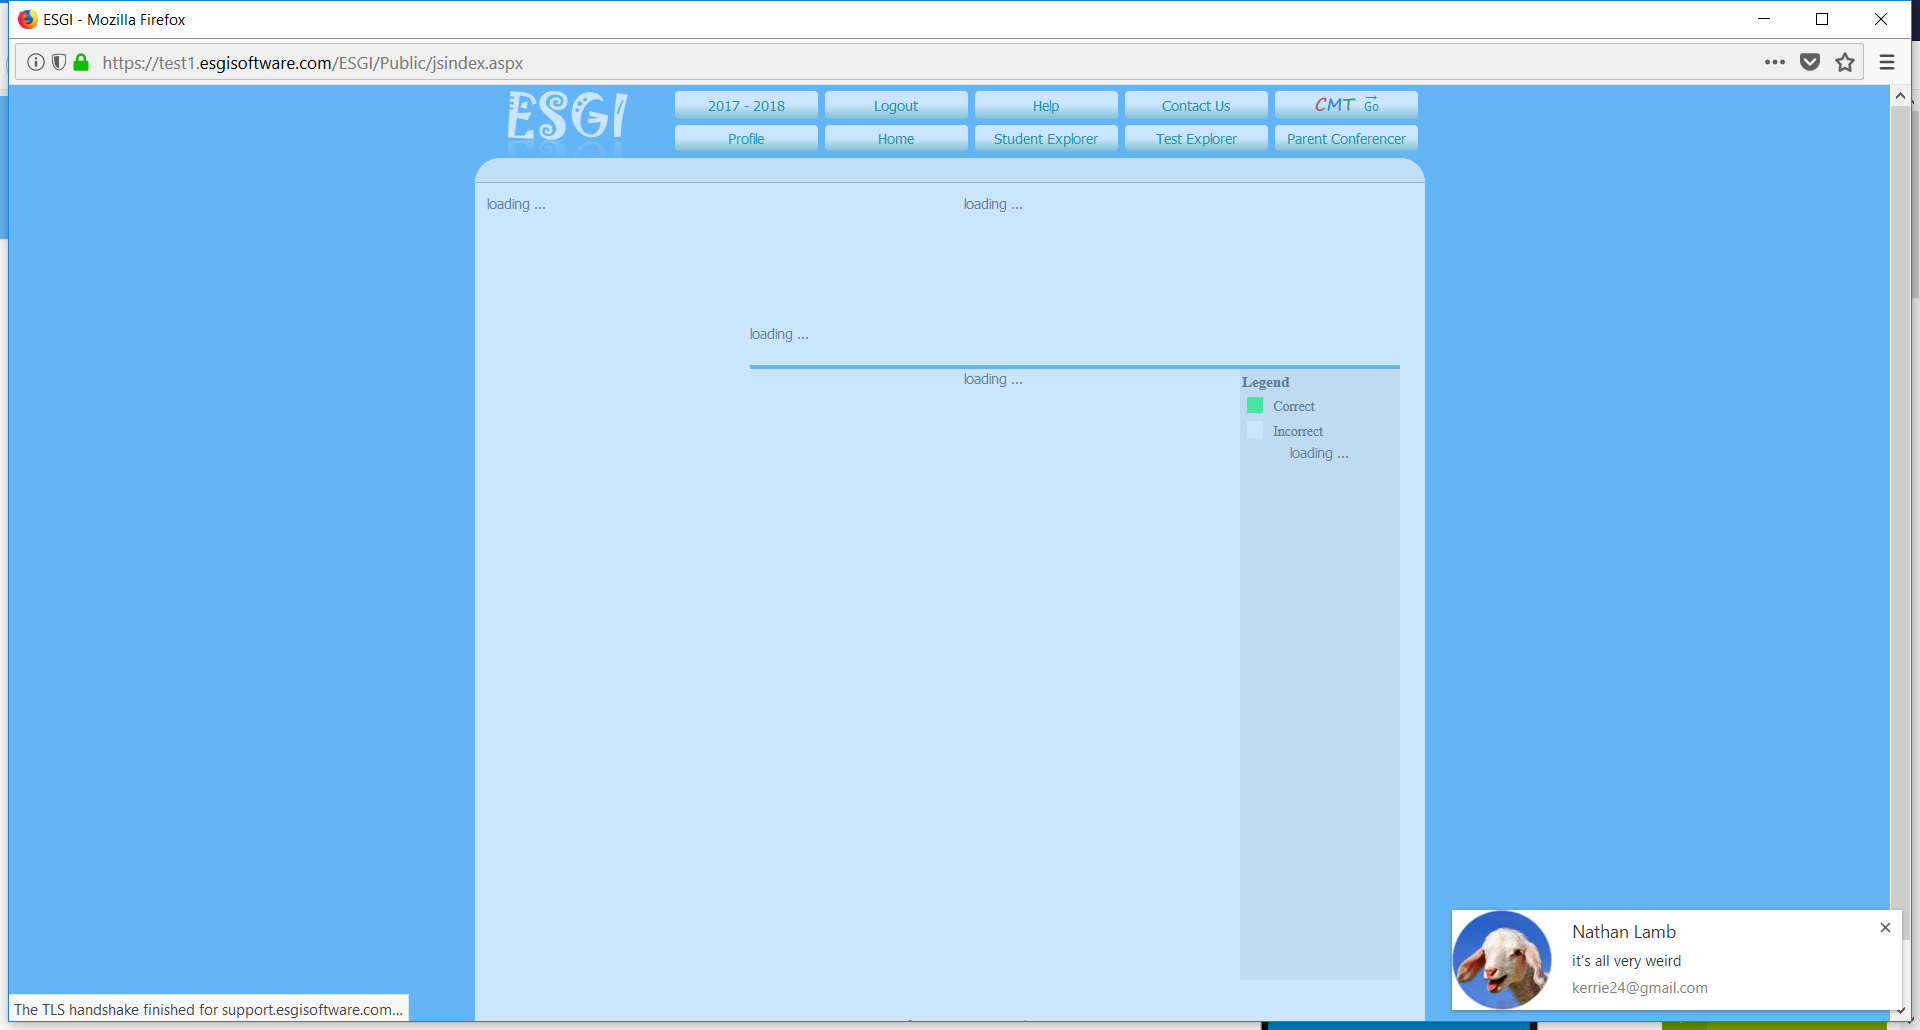 ESGI - Mozilla Firefox
https://test1.esgisoftware.com/ESGI/Public/jsindex.aspx
ESGI
2017 - 2018
Logout
Help
Contact Us
CMT Go
Profile
Home
Student Explorer
Test Explorer
Parent Conferencer
loading ...
loading ...
loading ...
loading ...
Legend
Correct
Incorrect
loading ...
Nathan Lamb
it's all very weird
kerrie24@gmail.com
The TLS handshake finished for support.esgisoftware.com...